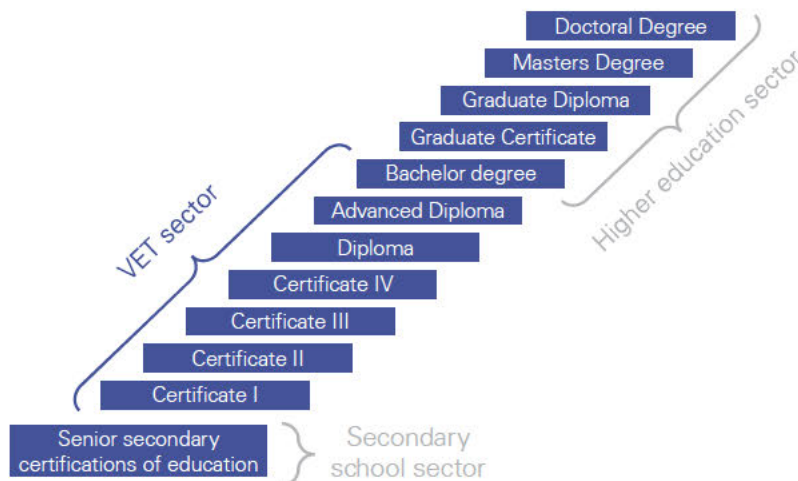 Doctoral Degree
Masters Degree
Graduate Diploma
Graduate Certificate
Bachelor degree
Advanced Diploma
Diploma
Certificate IV
Certificate III
Certificate II
Certificate I
Senior secondary
certifications of education
VET sector
Higher education sector
Secondary
school sector